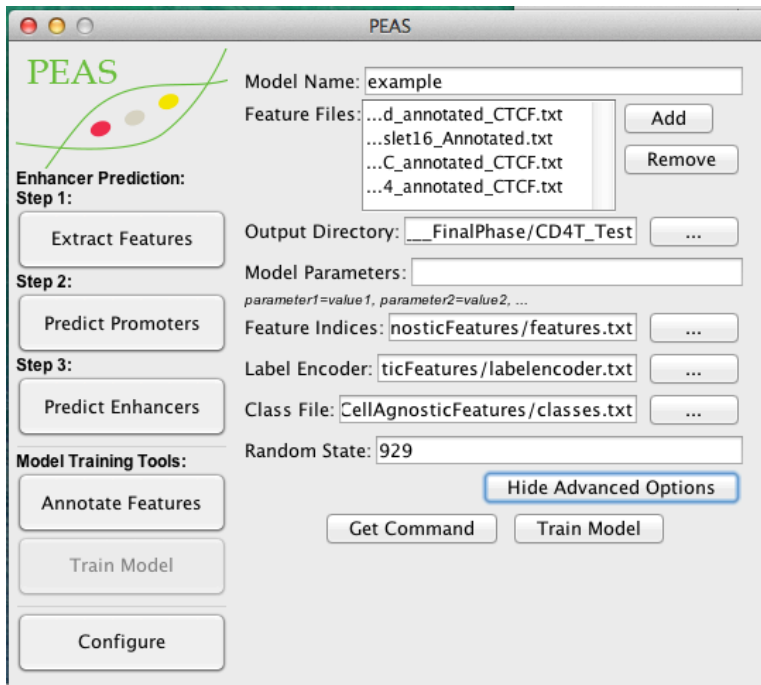 PEAS
PEAS
Enhancer Prediction:
Step 1:
Extract Features
Step 2:
Predict Promoters
Step 3:
Predict Enhancers
Model Training Tools:
Annotate Features
Train Model
Configure
Model Name: example
Feature Files: ...d_annotated_CTCF.txt
...slet16_Annotated.txt
...C_annotated_CTCF.txt
...4_annotated_CTCF.txt
Add
Remove
Output Directory: ___FinalPhase/CD4T_Test ...
Model Parameters:
parameter1=value1, parameter2=value2, ...
Feature Indices: nosticFeatures/features.txt ...
Label Encoder: ticFeatures/labelencoder.txt ...
Class File: CellAgnosticFeatures/classes.txt ...
Random State: 929
Hide Advanced Options
Get Command Train Model